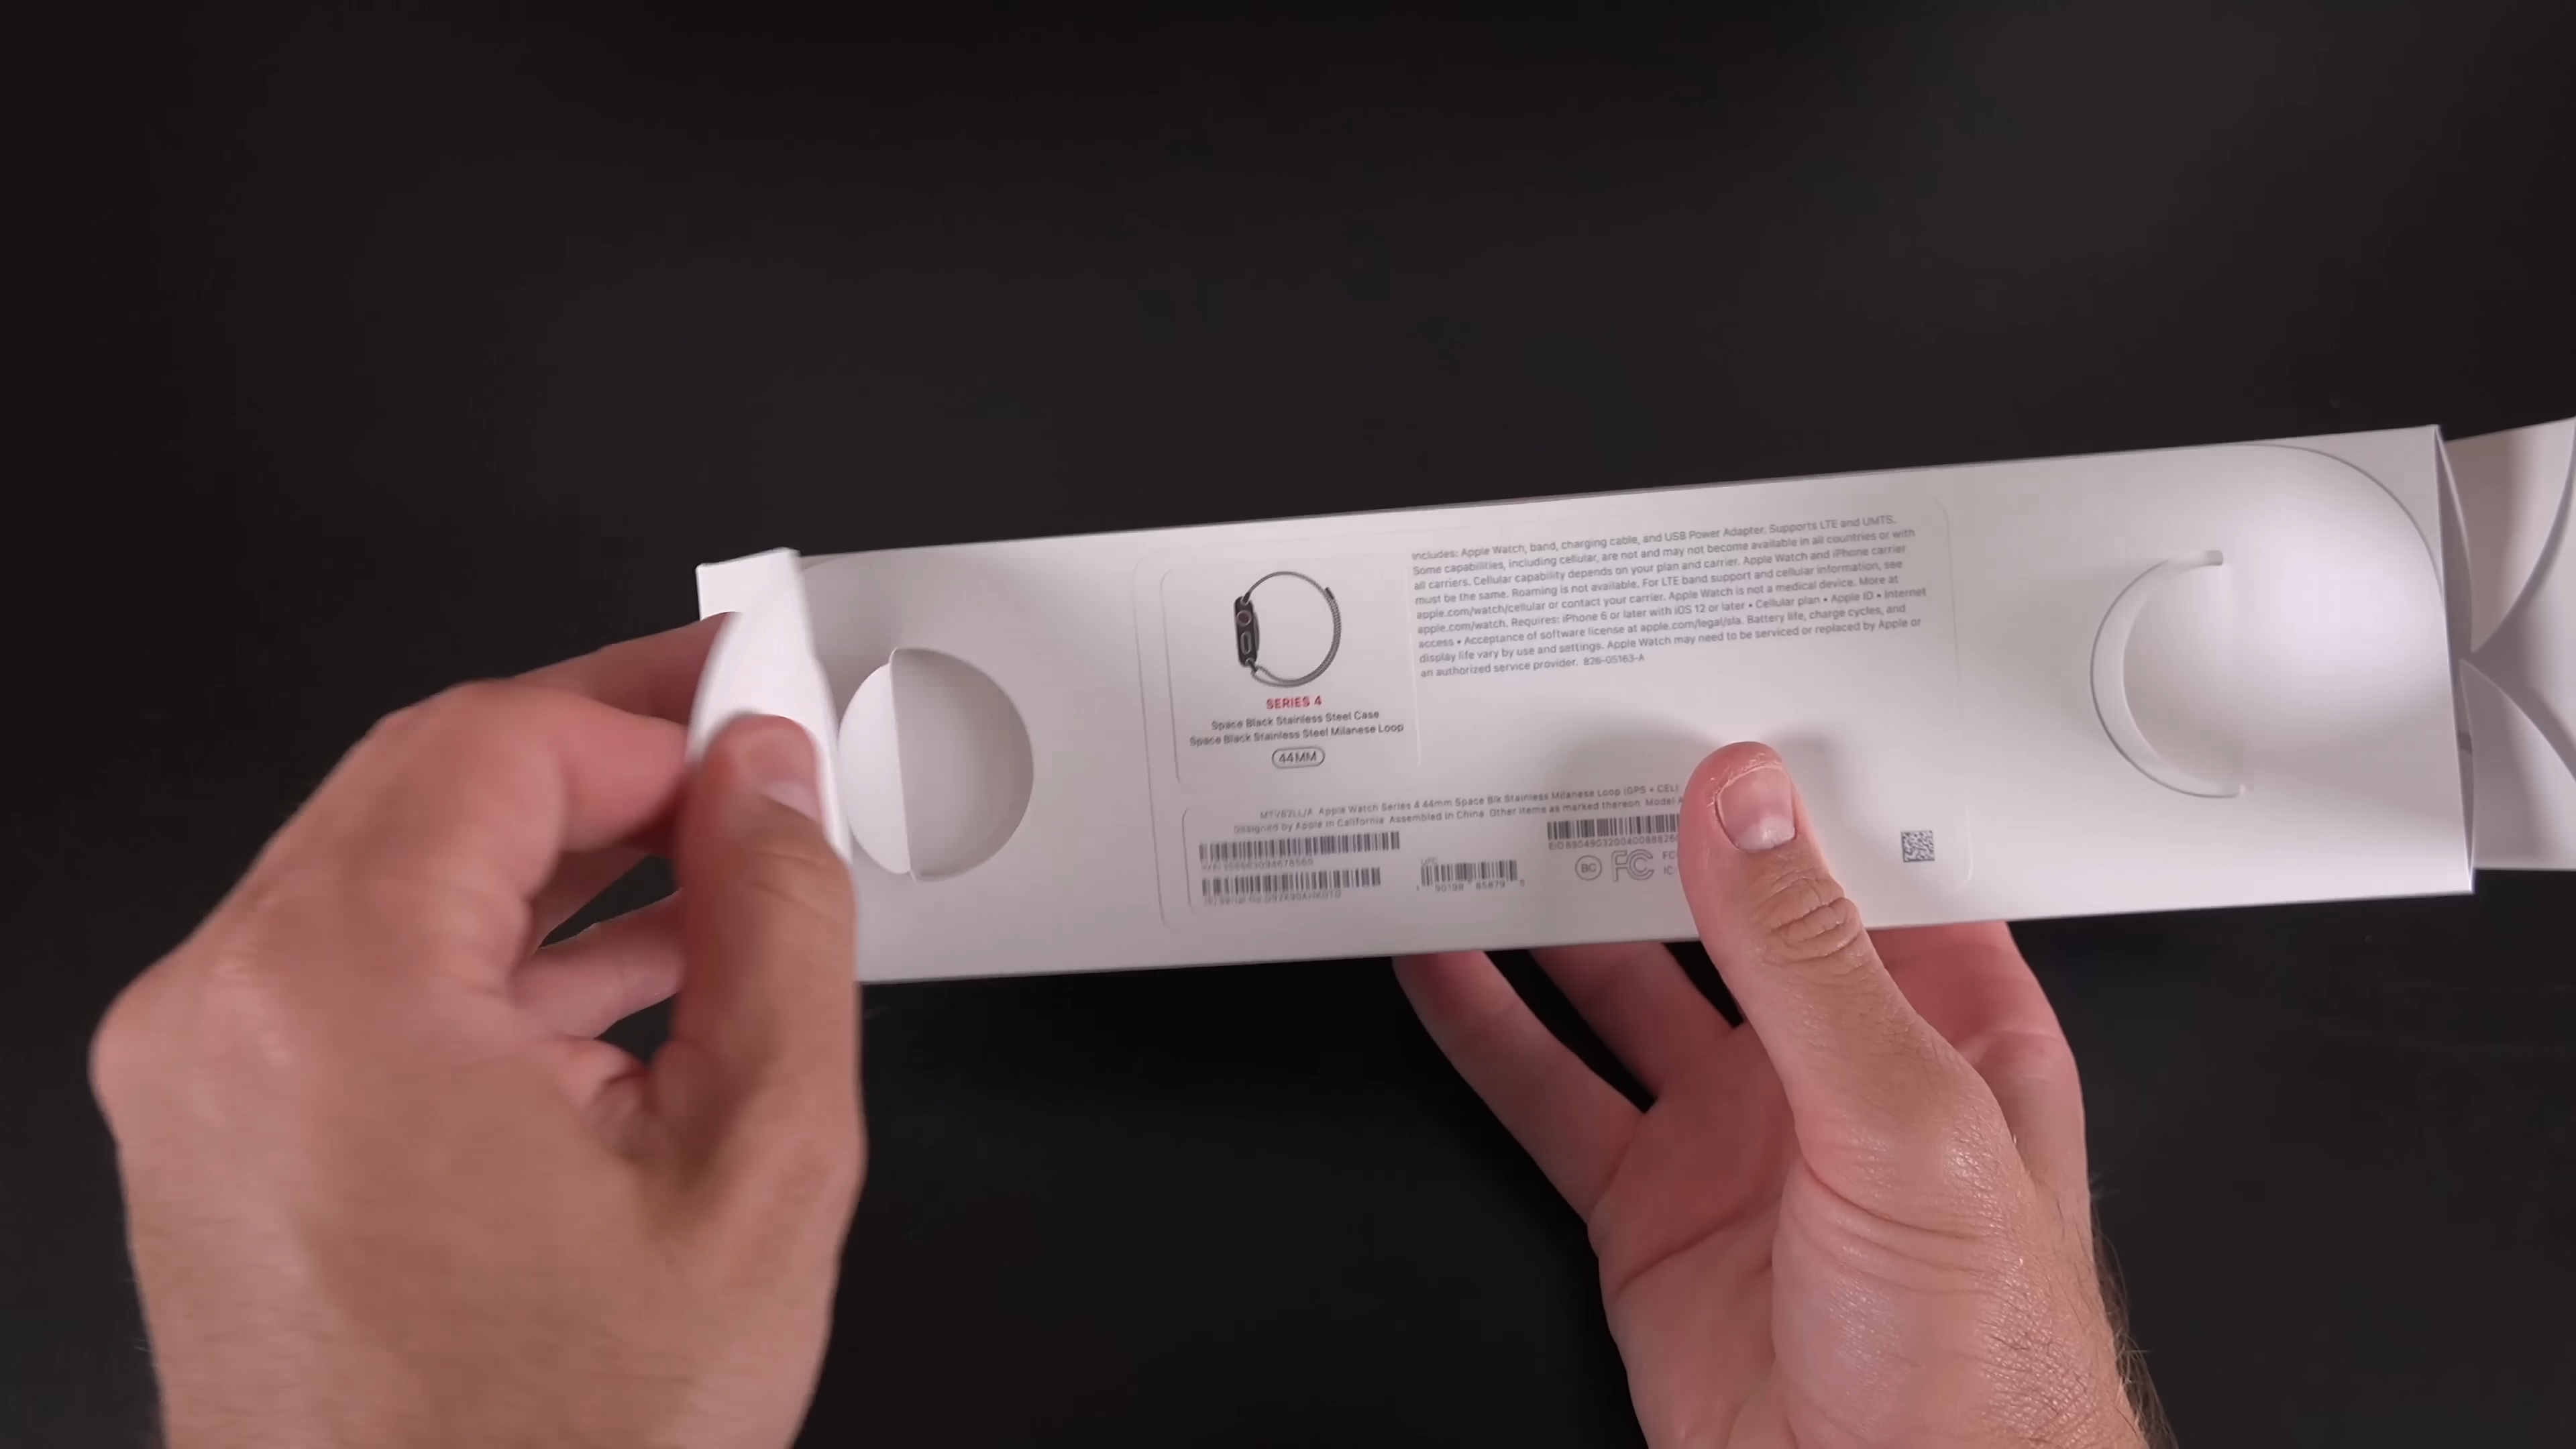 Includes: Apple Watch, band, charging cable, and USB Power Adapter. Supports LTE and UMTS.
Some capabilities, including cellular, are not and may not become available in all countries or with
all carriers. Cellular capability depends on your plan and carrier. Apple Watch and iPhone carrier
must be the same. Roaming is not available. For LTE band support and cellular information, see
apple.com/watch/cellular or contact your carrier. Apple Watch is not a medical device. More at
apple.com/watch. Requires: iPhone 6 or later with iOS 12 or later • Cellular plan • Apple ID • Internet
access • Acceptance of software license at apple.com/legal/sla. Battery life, charge cycles, and
display life vary by use and settings. Apple Watch may need to be serviced or replaced by Apple or
an authorized service provider. 826-05163-A
SERIES 4
Space Black Stainless Steel Case
Space Black Stainless Steel Milanese Loop
44MM
Apple Watch Series 4 44mm Space Blk Stainless Milanese Loop (GPS + CEL)
Designed by Apple in California Assembled in China Other items as marked thereon Model
UPC
BC FC FC
IC: